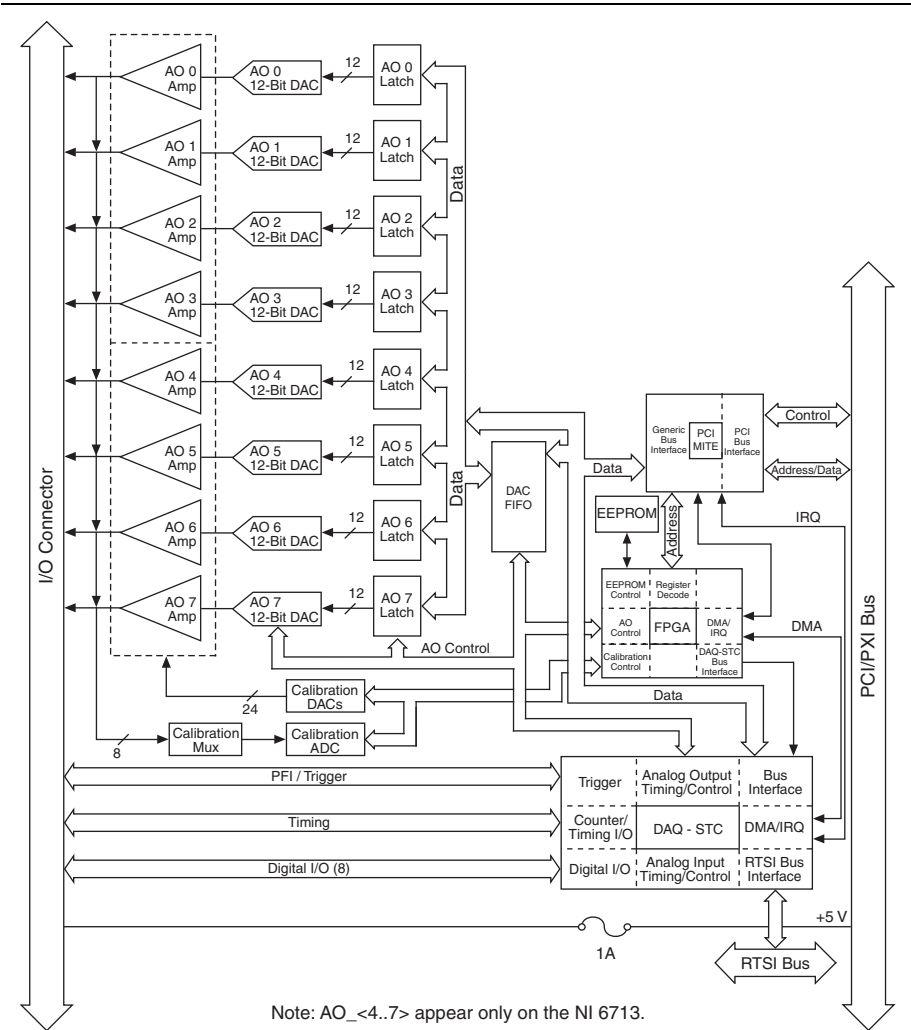 AO 0
Amp
AO 0
12-Bit DAC
12
AO 0
Latch
AO 1
Amp
AO 1
12-Bit DAC
12
AO 1
Latch
Data
AO 2
Amp
AO 2
12-Bit DAC
12
AO 2
Latch
AO 3
Amp
AO 3
12-Bit DAC
12
AO 3
Latch
AO 4
Amp
AO 4
12-Bit DAC
12
AO 4
Latch
AO 5
Amp
AO 5
12-Bit DAC
12
AO 5
Latch
Data
AO 6
Amp
AO 6
12-Bit DAC
12
AO 6
Latch
AO 7
Amp
AO 7
12-Bit DAC
12
AO 7
Latch
I/O Connector
DAC
FIFO
Data
Generic
Bus
Interface
PCI
MITE
PCI
Bus
Interface
Control
Address/Data
IRQ
EEPROM
Address
EEPROM
Control
Register
Decode
AO
Control
FPGA
DMA/
IRQ
Calibration
Control
DAQ-STC
Bus
Interface
DMA
PCI/PXI Bus
AO Control
Data
24
Calibration
DACs
8
Calibration
Mux
Calibration
ADC
PFI / Trigger
Timing
Digital I/O (8)
Trigger
Analog Output
Timing/Control
Bus
Interface
Counter/
Timing I/O
DAQ - STC
DMA/IRQ
Digital I/O
Analog Input
Timing/Control
RTSI Bus
Interface
+5 V
1A
RTSI Bus
Note: AO_<4..7> appear only on the NI 6713.